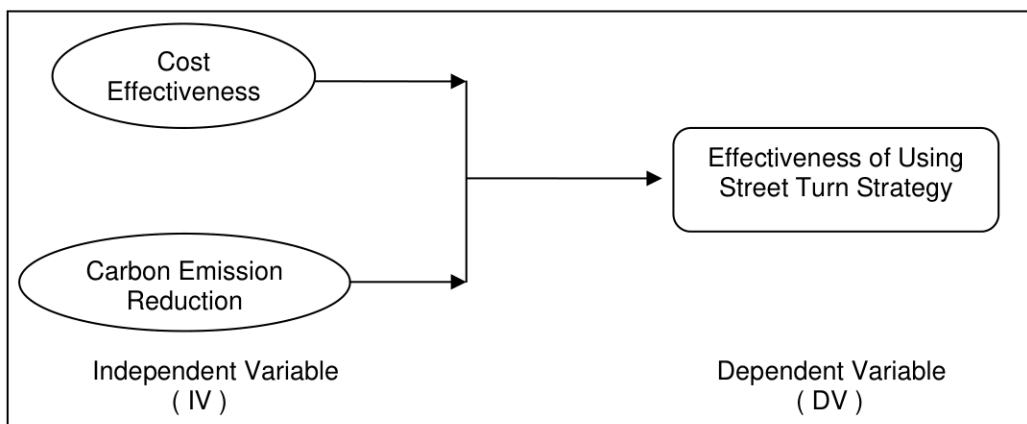 Cost
Effectiveness
Effectiveness of Using
Street Turn Strategy
Carbon Emission
Reduction
Independent Variable
( IV )
Dependent Variable
( DV )